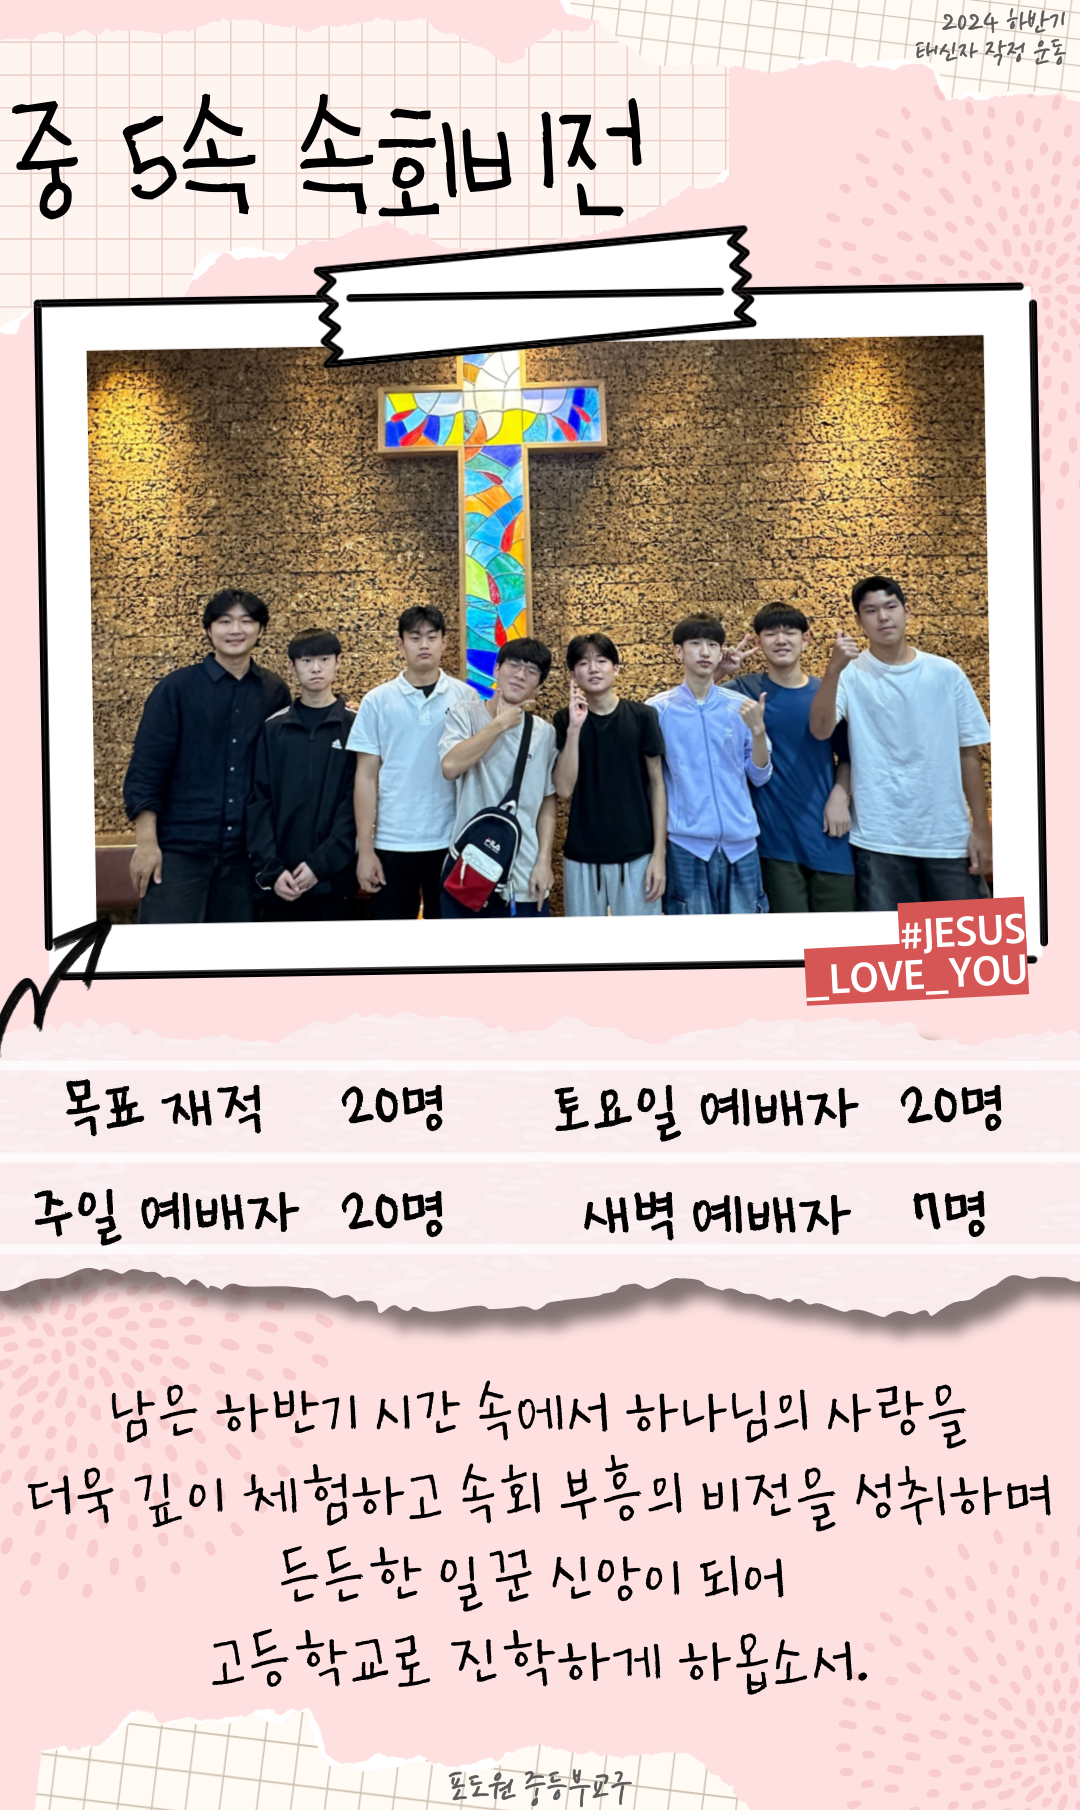 2024 하반기
태신자 작정 운동
중 5속 속회비전
FILA
#JESUS
_LOVE_YOU
목표 재적 20명 토요일 예배자 20명
주일 예배자 20명 새벽 예배자 7명
남은 하반기 시간 속에서 하나님의 사랑을
더욱 깊이 체험하고 속회 부흥의 비전을 성취하며
든든한 일꾼 신앙이 되어
고등학교로 진학하게 하옵소서.
포도원 중등부교구